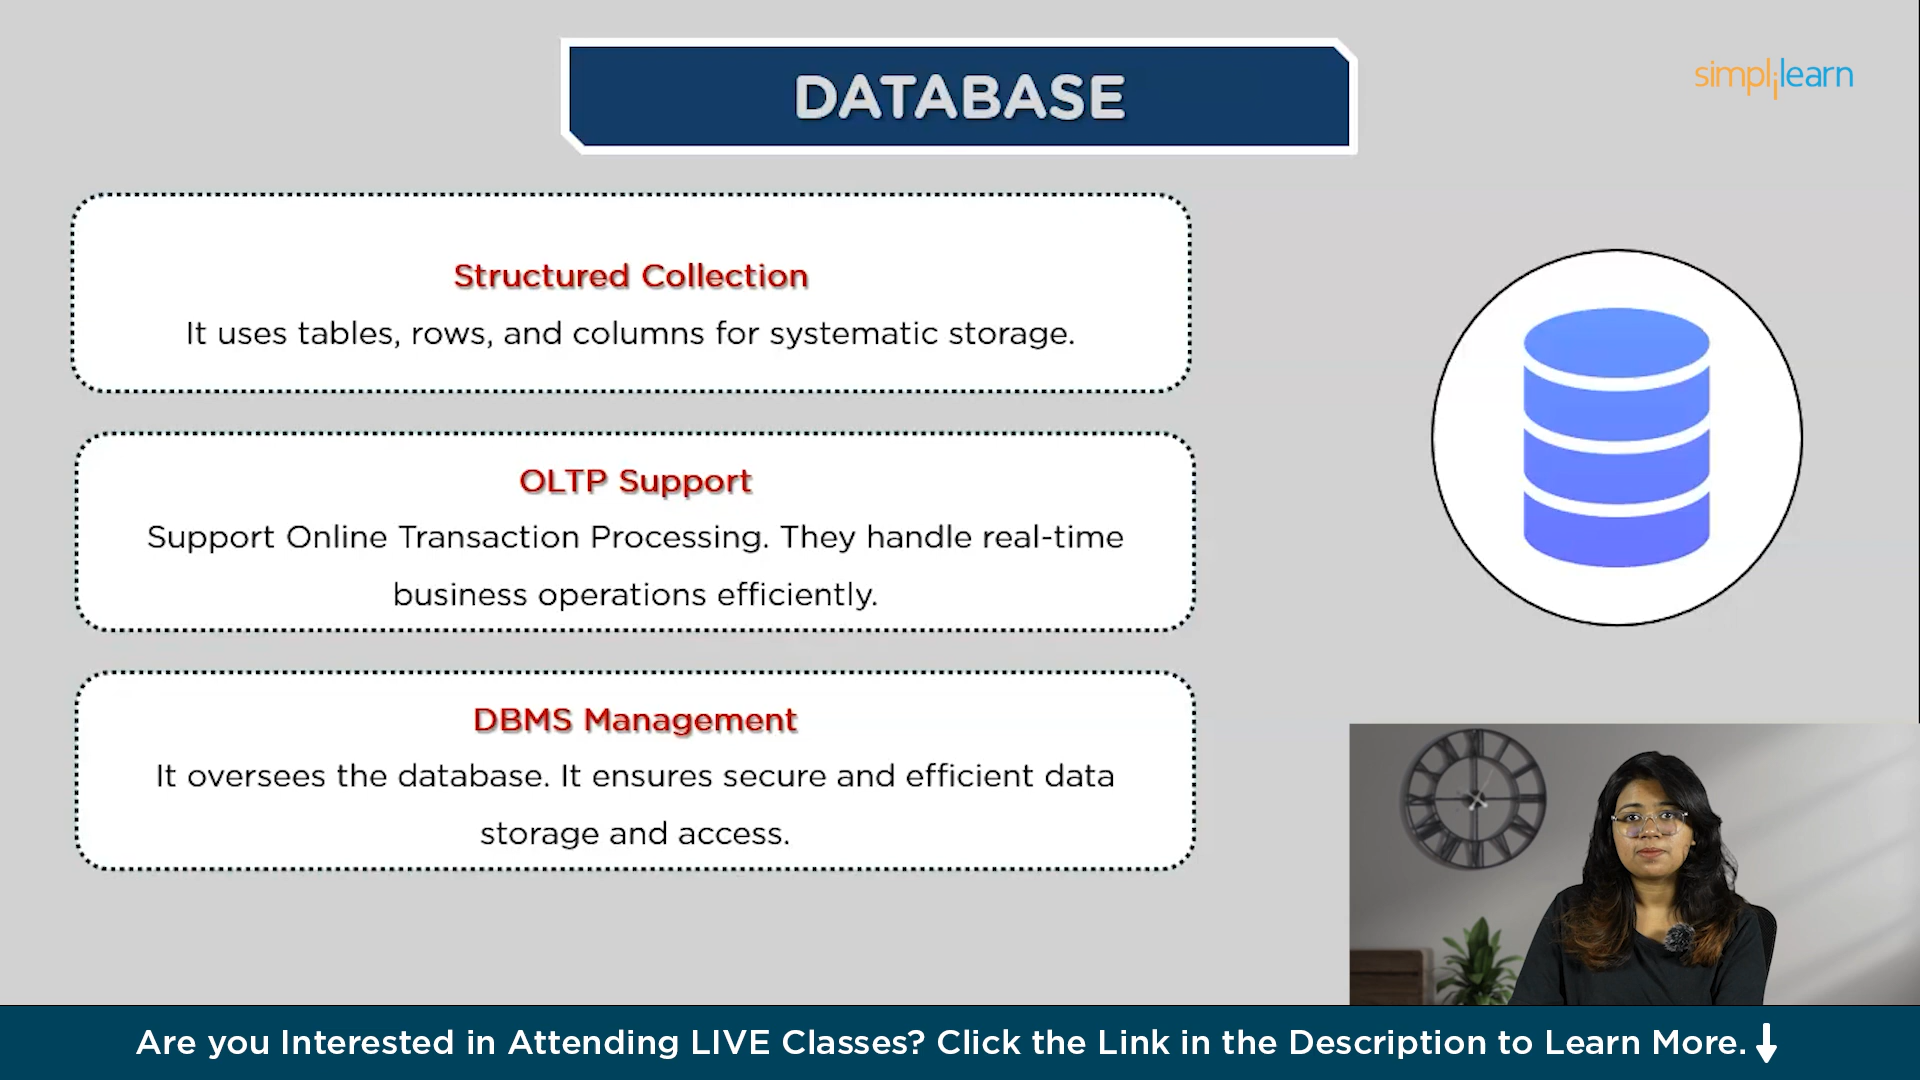 DATABASE
simplilearn
Structured Collection
It uses tables, rows, and columns for systematic storage.
OLTP Support
Support Online Transaction Processing. They handle real-time
business operations efficiently.
DBMS Management
It oversees the database. It ensures secure and efficient data
storage and access.
Are you Interested in Attending LIVE Classes? Click the Link in the Description to Learn More.